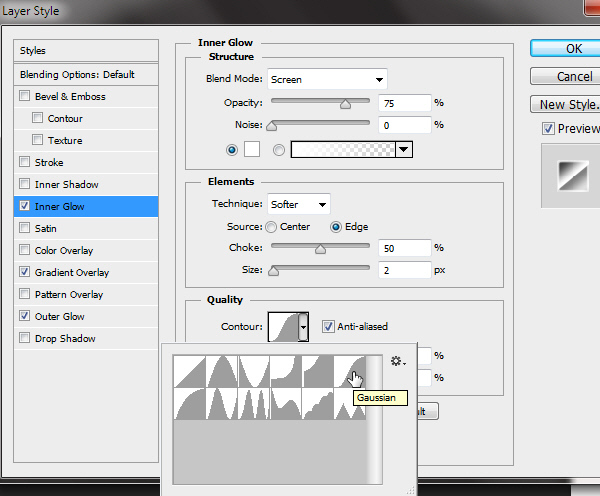 Layer Style
Styles
Blending Options: Default
Bevel & Emboss
Contour
Texture
Stroke
Inner Shadow
Inner Glow
Satin
Color Overlay
Gradient Overlay
Pattern Overlay
Outer Glow
Drop Shadow
Inner Glow
Structure
Blend Mode: Screen
Opacity: 75 %
Noise: 0 %
Elements
Technique: Softer
Source: Center Edge
Choke: 50 %
Size: 2 px
Quality
Contour: Anti-aliased
%
%
Gaussian
OK
Cancel
New Style...
Preview